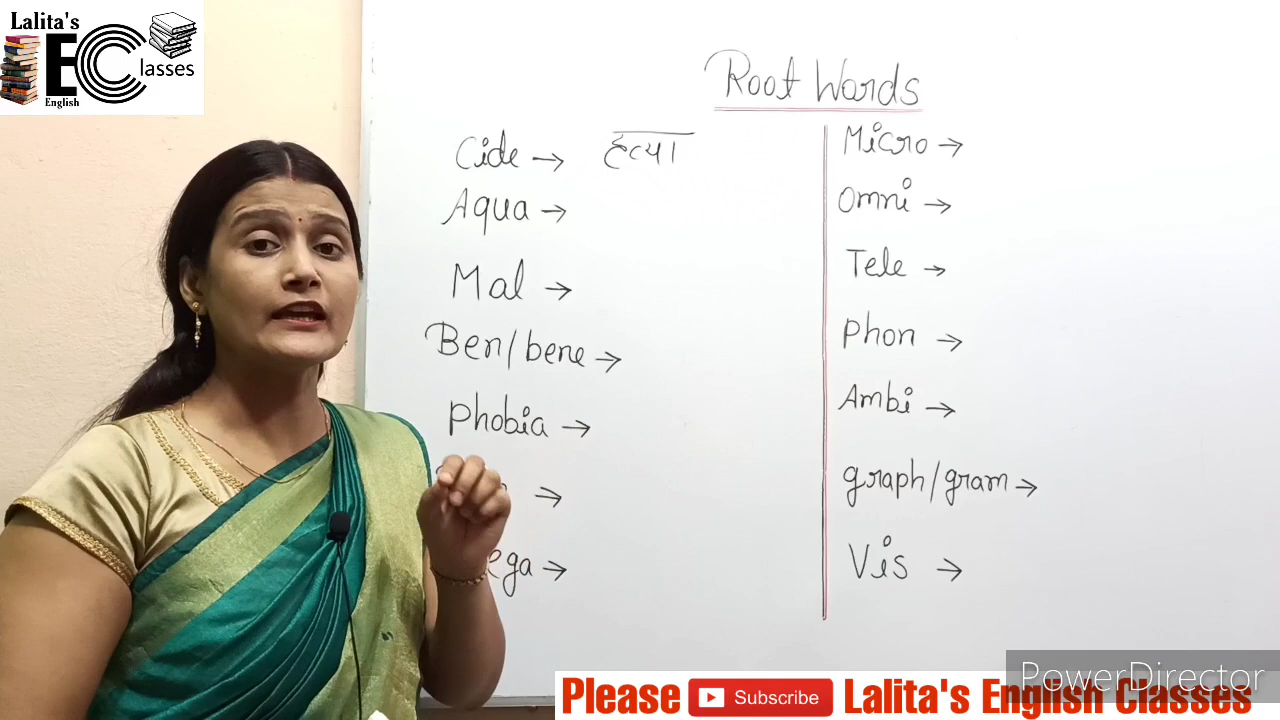 Lalita's
EC
lasses
English
Root Words
Cide → हत्या
Aqua →
Mal →
Ben/bene →
Phobia →
→
ega →
Micro →
Omni →
Tele →
Phon →
Ambi →
graph/gram →
Vis →
PowerDirector
Please Subscribe Lalita's English Classes